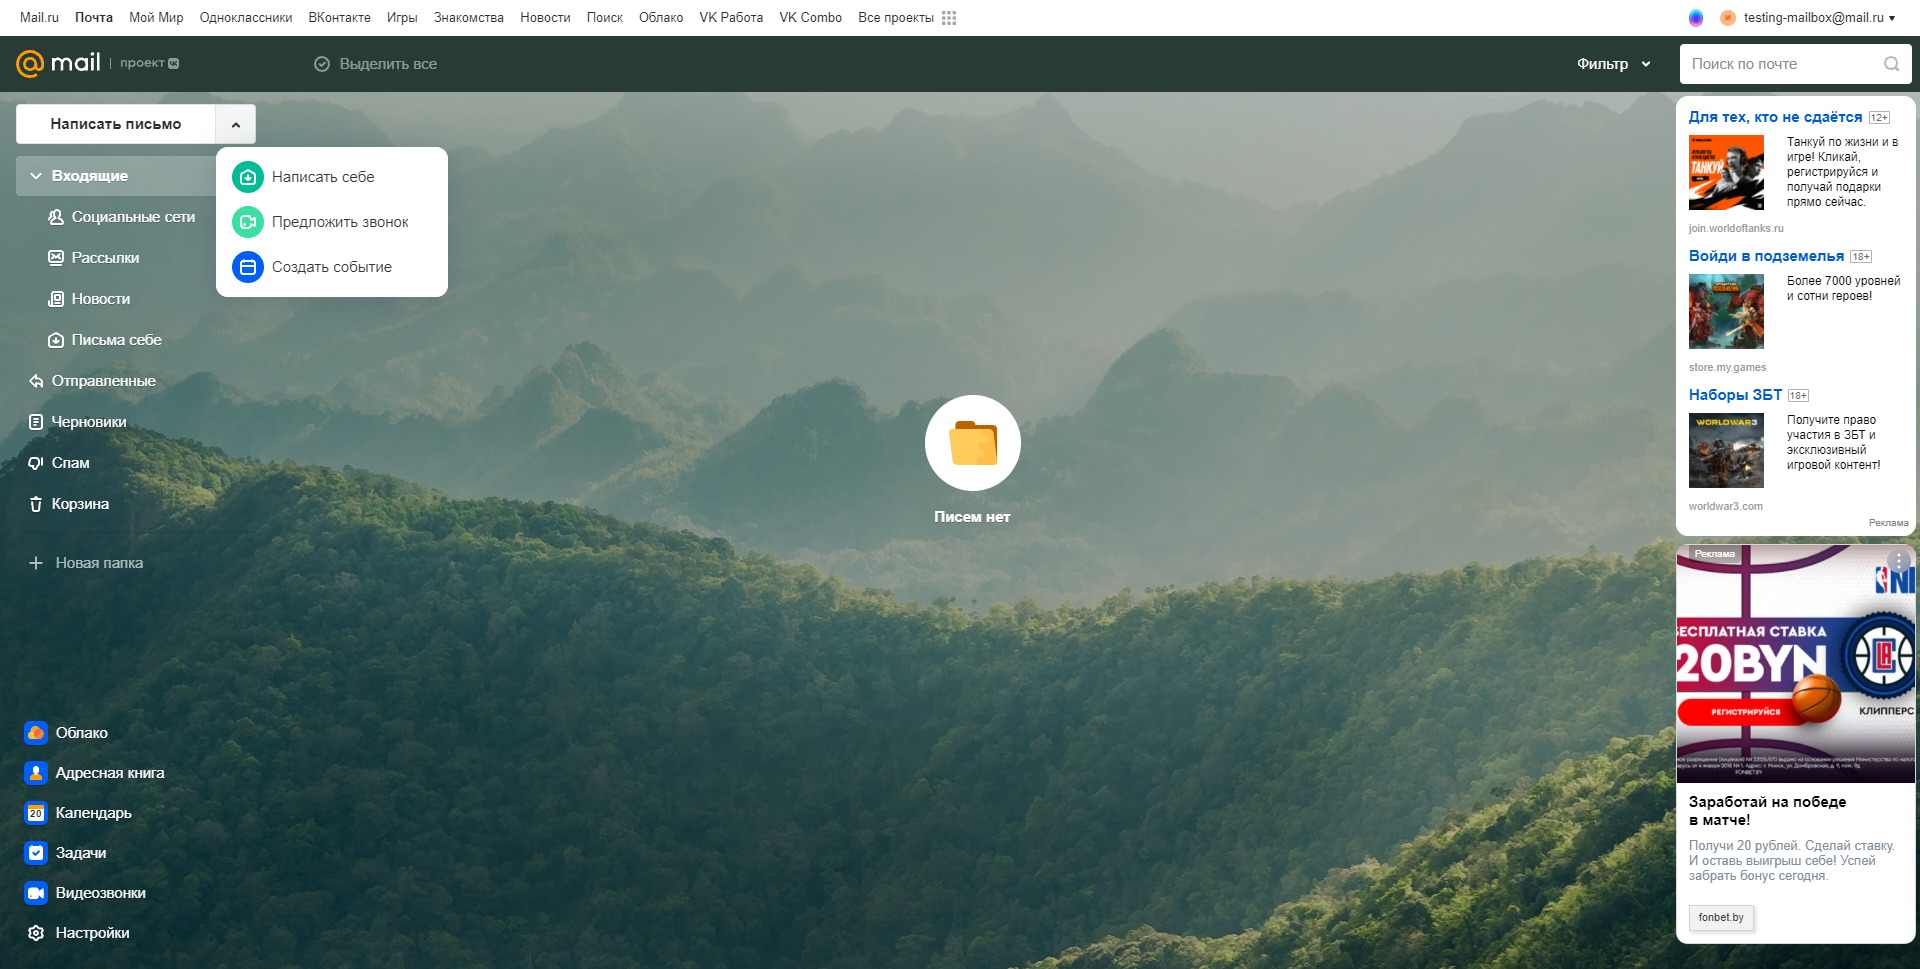 Mail.ru Почта Мой Мир Одноклассники ВКонтакте Игры Знакомства Новости Поиск Облако VK Работа VK Combo Все проекты
testing-mailbox@mail.ru
@mail проект
Выделить все
Фильтр
Поиск по почте
Написать письмо
Написать себе
Предложить звонок
Создать событие
Входящие
Социальные сети
Рассылки
Новости
Письма себе
Отправленные
Черновики
Спам
Корзина
Новая папка
Облако
Адресная книга
20
Календарь
Задачи
Видеозвонки
Настройки
Писем нет
Для тех, кто не сдаётся 12+
ТАНКУЙ
Танкуй по жизни и в
игре! Кликай,
регистрируйся и
получай подарки
прямо сейчас.
join.worldoftanks.ru
Войди в подземелья 18+
Более 7000 уровней
и сотни героев!
store.my.games
Наборы ЗБТ 18+
WORLDWAR3
Получите право
участия в ЗБТ и
эксклюзивный
игровой контент!
worldwar3.com
Реклама
Реклама
БЕСПЛАТНАЯ СТАВКА
20BYN
РЕГИСТРИРУЙСЯ
КЛИППЕРС
FONBET.BY
Заработай на победе
в матче!
Получи 20 рублей. Сделай ставку.
И оставь выигрыш себе! Успей
забрать бонус сегодня.
fonbet.by